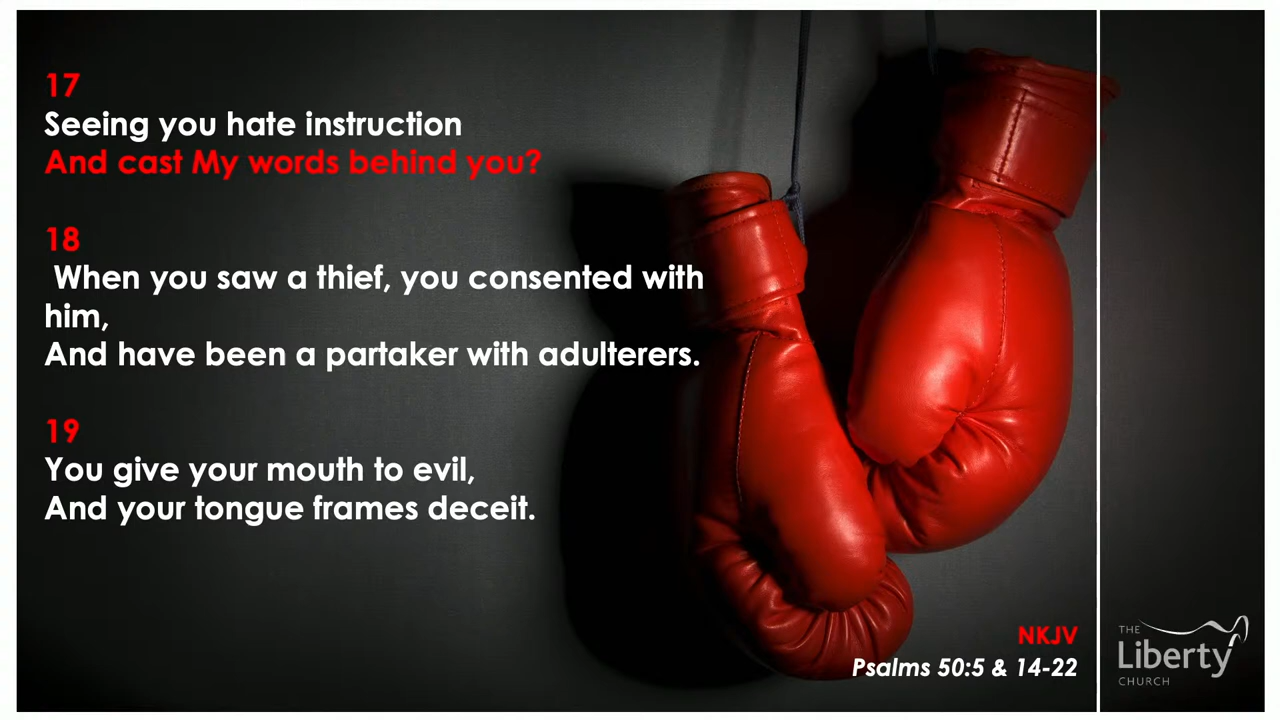 17
Seeing you hate instruction
And cast My words behind you?
18
When you saw a thief, you consented with
him,
And have been a partaker with adulterers.
19
You give your mouth to evil,
And your tongue frames deceit.
NKJV
Psalms 50:5 & 14-22
THE
Liberty
CHURCH